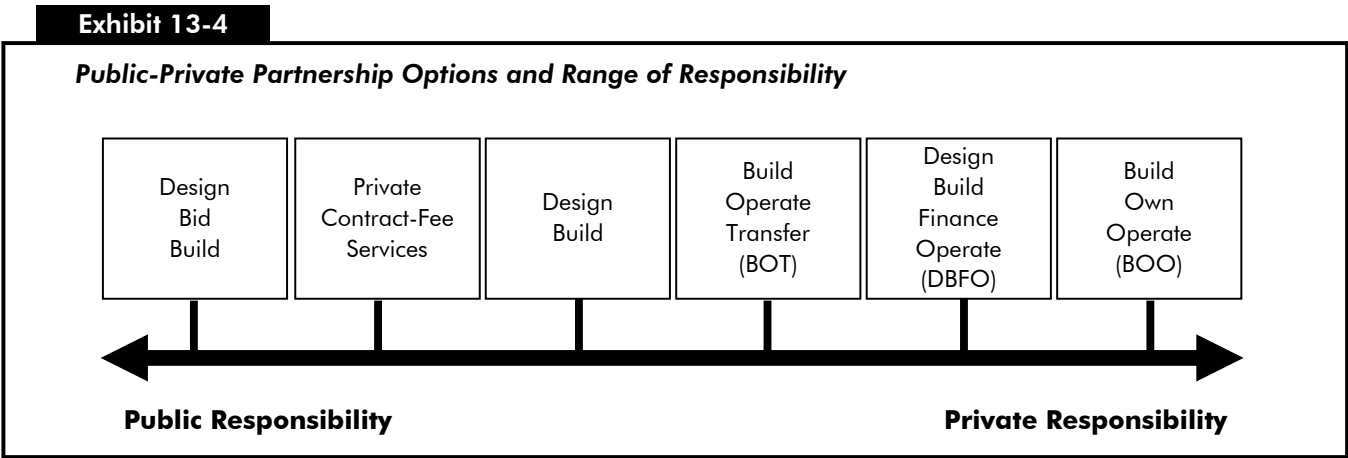 Exhibit 13-4
Public-Private Partnership Options and Range of Responsibility
Design
Bid
Build
Private
Contract-Fee
Services
Design
Build
Build
Operate
Transfer
(BOT)
Design
Build
Finance
Operate
(DBFO)
Build
Own
Operate
(BOO)
Public Responsibility
Private Responsibility